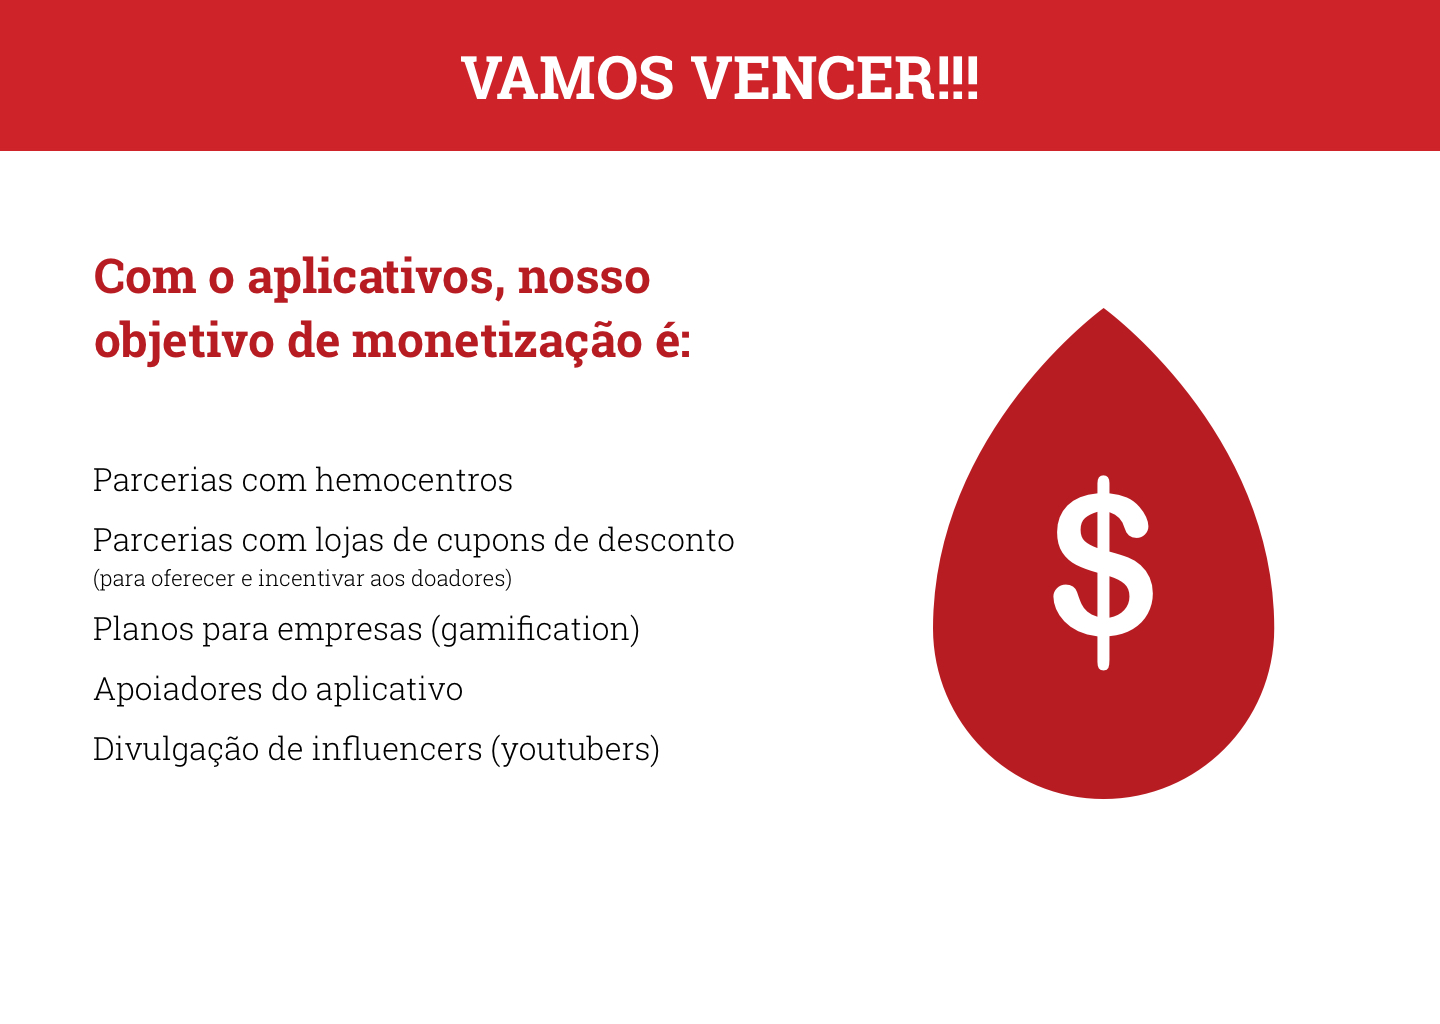 VAMOS VENCER!!!
Com o aplicativos, nosso
objetivo de monetização é:
Parcerias com hemocentros
Parcerias com lojas de cupons de desconto
(para oferecer e incentivar aos doadores)
Planos para empresas (gamification)
Apoiadores do aplicativo
Divulgação de influencers (youtubers)
$